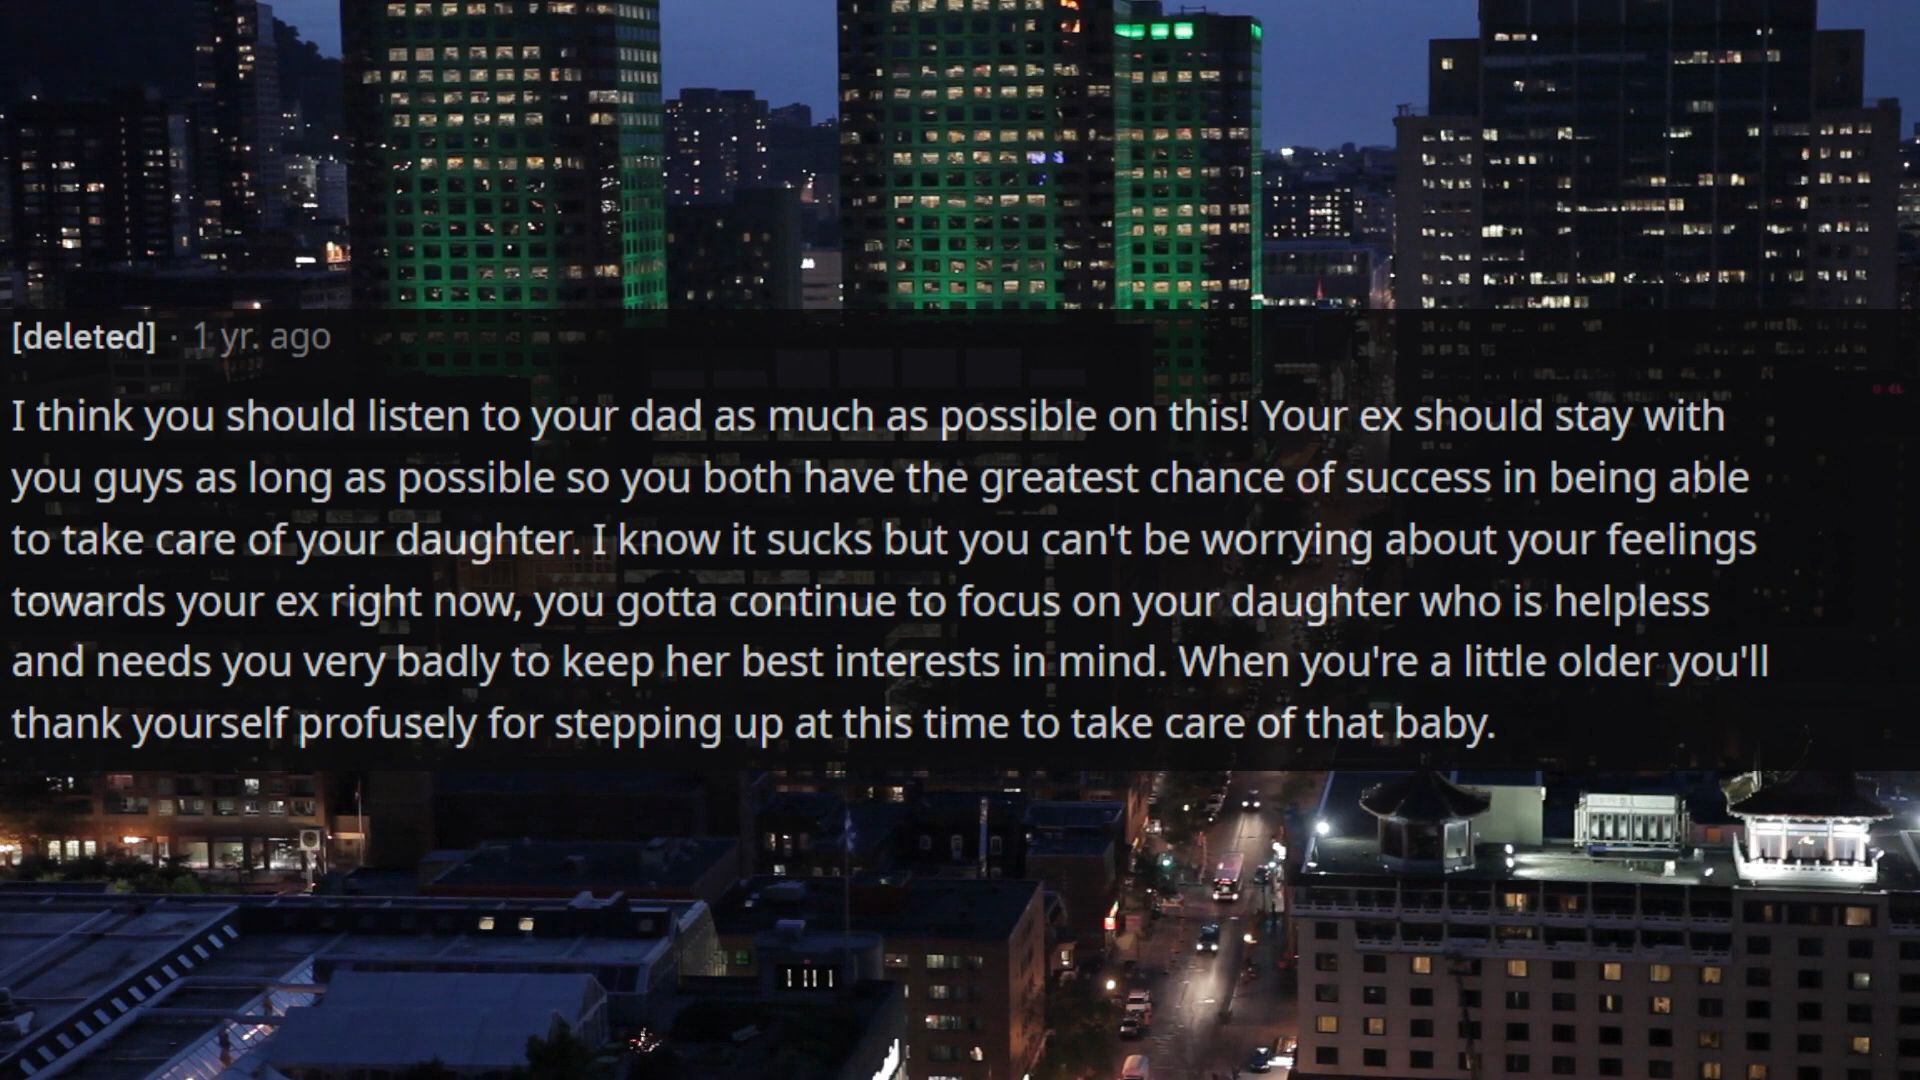 [deleted] · 1 yr. ago
I think you should listen to your dad as much as possible on this! Your ex should stay with
you guys as long as possible so you both have the greatest chance of success in being able
to take care of your daughter. I know it sucks but you can't be worrying about your feelings
towards your ex right now, you gotta continue to focus on your daughter who is helpless
and needs you very badly to keep her best interests in mind. When you're a little older you'll
thank yourself profusely for stepping up at this time to take care of that baby.